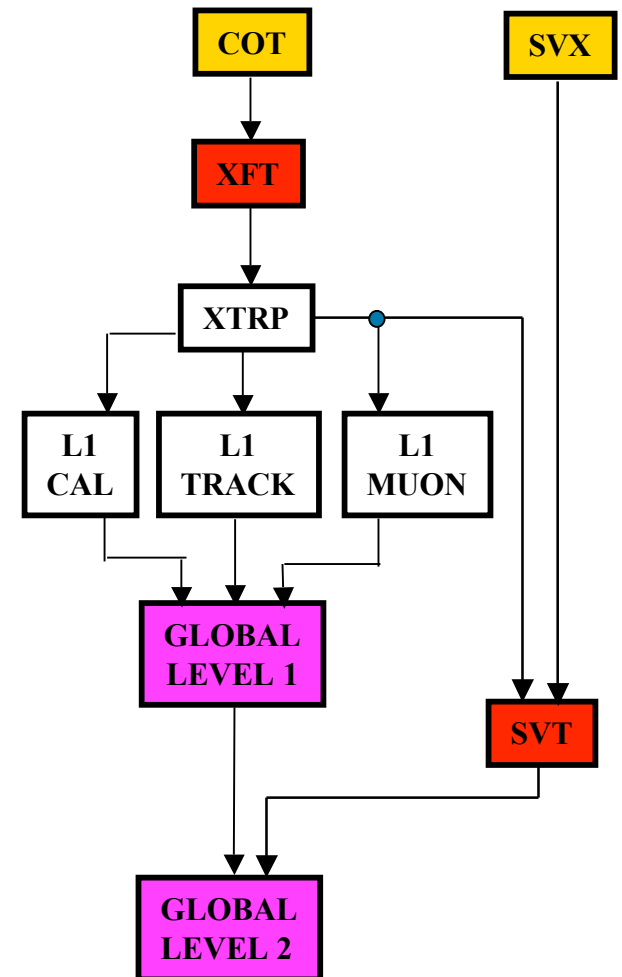 COT
SVX
XFT
XTRP
L1
CAL
L1
TRACK
L1
MUON
GLOBAL
LEVEL 1
SVT
GLOBAL
LEVEL 2